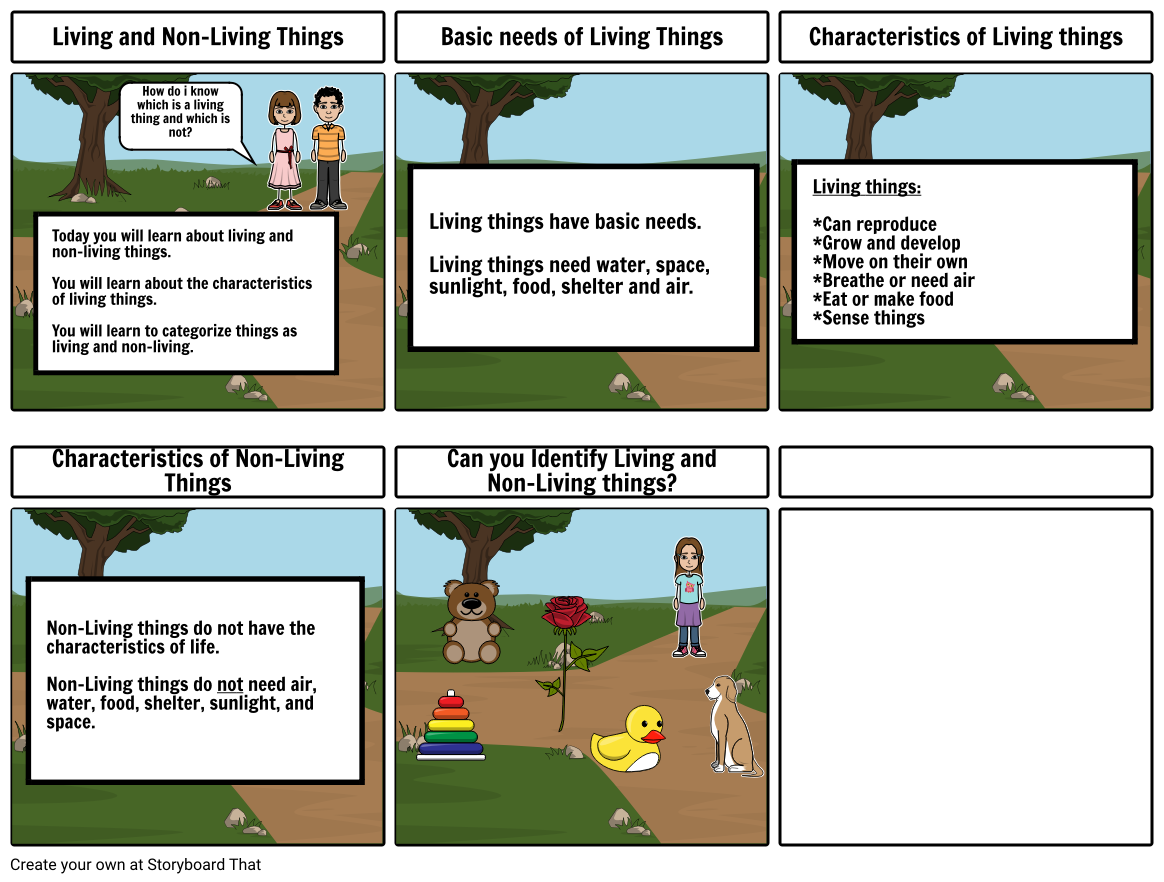 Living and Non-Living Things
Basic needs of Living Things
Characteristics of Living things
How do i know
which is a living
thing and which is
not?
Today you will learn about living and
non-living things.
You will learn about the characteristics
of living things.
You will learn to categorize things as
living and non-living.
Living things have basic needs.
Living things need water, space,
sunlight, food, shelter and air.
Living things:
*Can reproduce
*Grow and develop
*Move on their own
*Breathe or need air
*Eat or make food
*Sense things
Characteristics of Non-Living
Things
Can you Identify Living and
Non-Living things?
Non-Living things do not have the
characteristics of life.
Non-Living things do not need air,
water, food, shelter, sunlight, and
space.
Create your own at Storyboard That